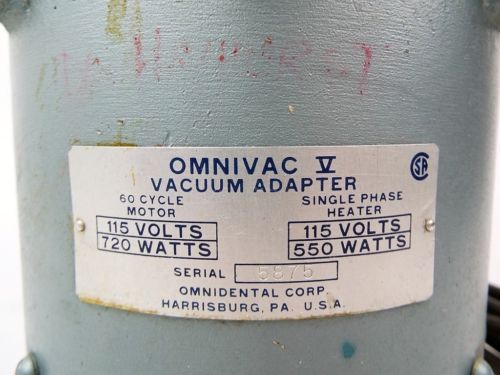 OMNIVAC V
VACUUM ADAPTER
60 CYCLE
MOTOR
115 VOLTS
720 WATTS
SINGLE PHASE
HEATER
115 VOLTS
550 WATTS
SERIAL 5875
OMNIDENTAL CORP.
HARRISBURG, PA. U.S.A.